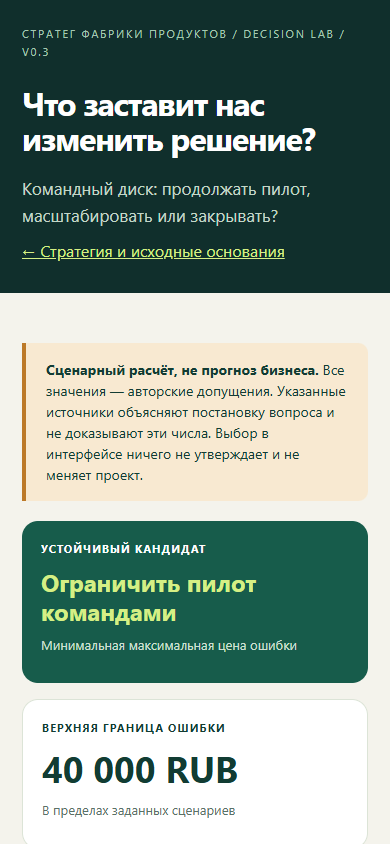 СТРАТЕГ ФАБРИКИ ПРОДУКТОВ / DECISION LAB /
V0.3
Что заставит нас
изменить решение?
Командный диск: продолжать пилот,
масштабировать или закрывать?
← Стратегия и исходные основания
Сценарный расчёт, не прогноз бизнеса. Все
значения — авторские допущения. Указанные
источники объясняют постановку вопроса и
не доказывают эти числа. Выбор в
интерфейсе ничего не утверждает и не
меняет проект.
УСТОЙЧИВЫЙ КАНДИДАТ
Ограничить пилот
командами
Минимальная максимальная цена ошибки
ВЕРХНЯЯ ГРАНИЦА ОШИБКИ
40 000 RUB
В пределах заданных сценариев